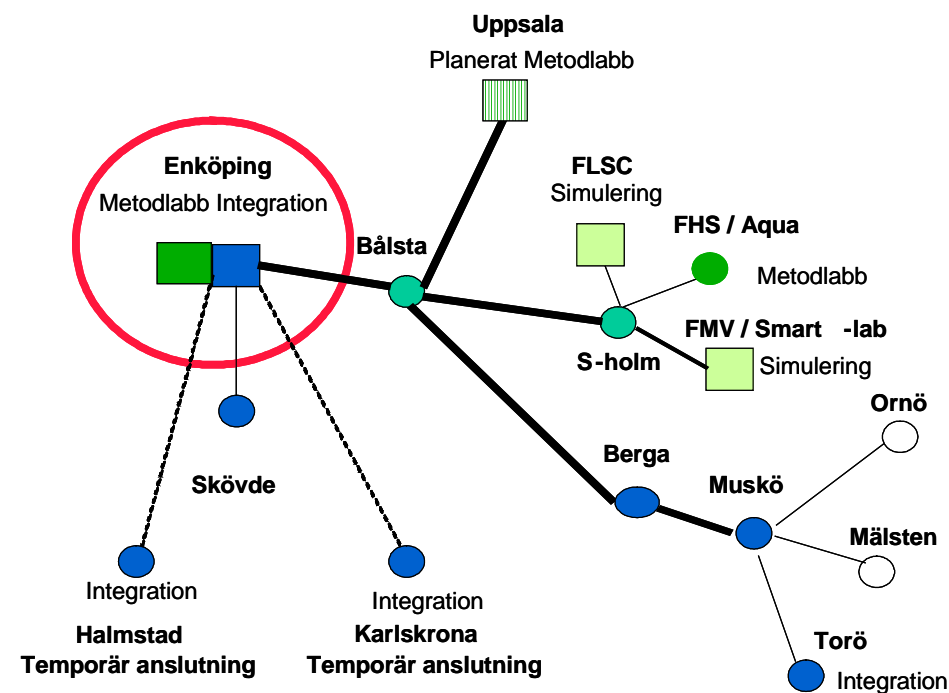 Uppsala
Planerat Metodlabb
Enköping
Metodlabb Integration
FLSC
Simulering
FHS / Aqua
Metodlabb
Bålsta
FMV / Smart -lab
Simulering
S-holm
Ornö
Berga
Muskö
Skövde
Mälsten
Integration
Halmstad
Temporär anslutning
Integration
Karlskrona
Temporär anslutning
Torö
Integration